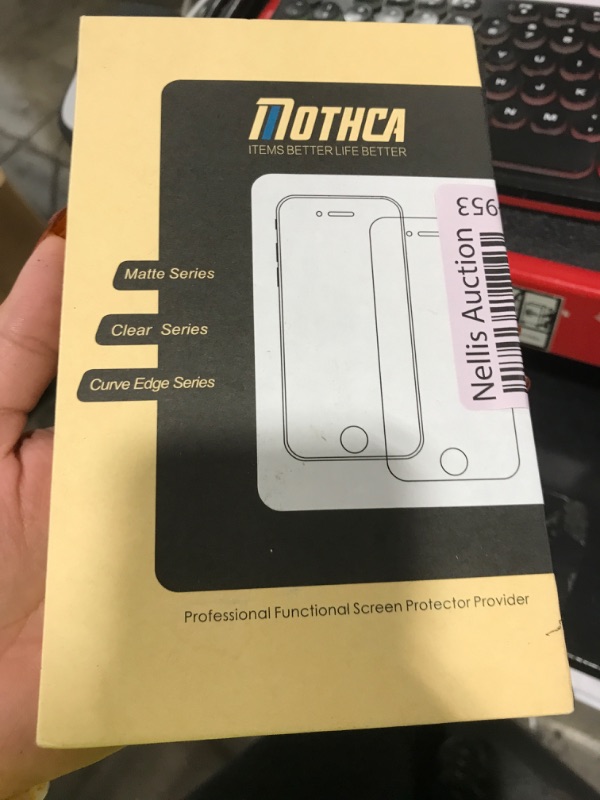 MOTHCA
ITEMS BETTER LIFE BETTER
Matte Series
Clear Series
Curve Edge Series
Nellis Auction 953
Professional Functional Screen Protector Provider